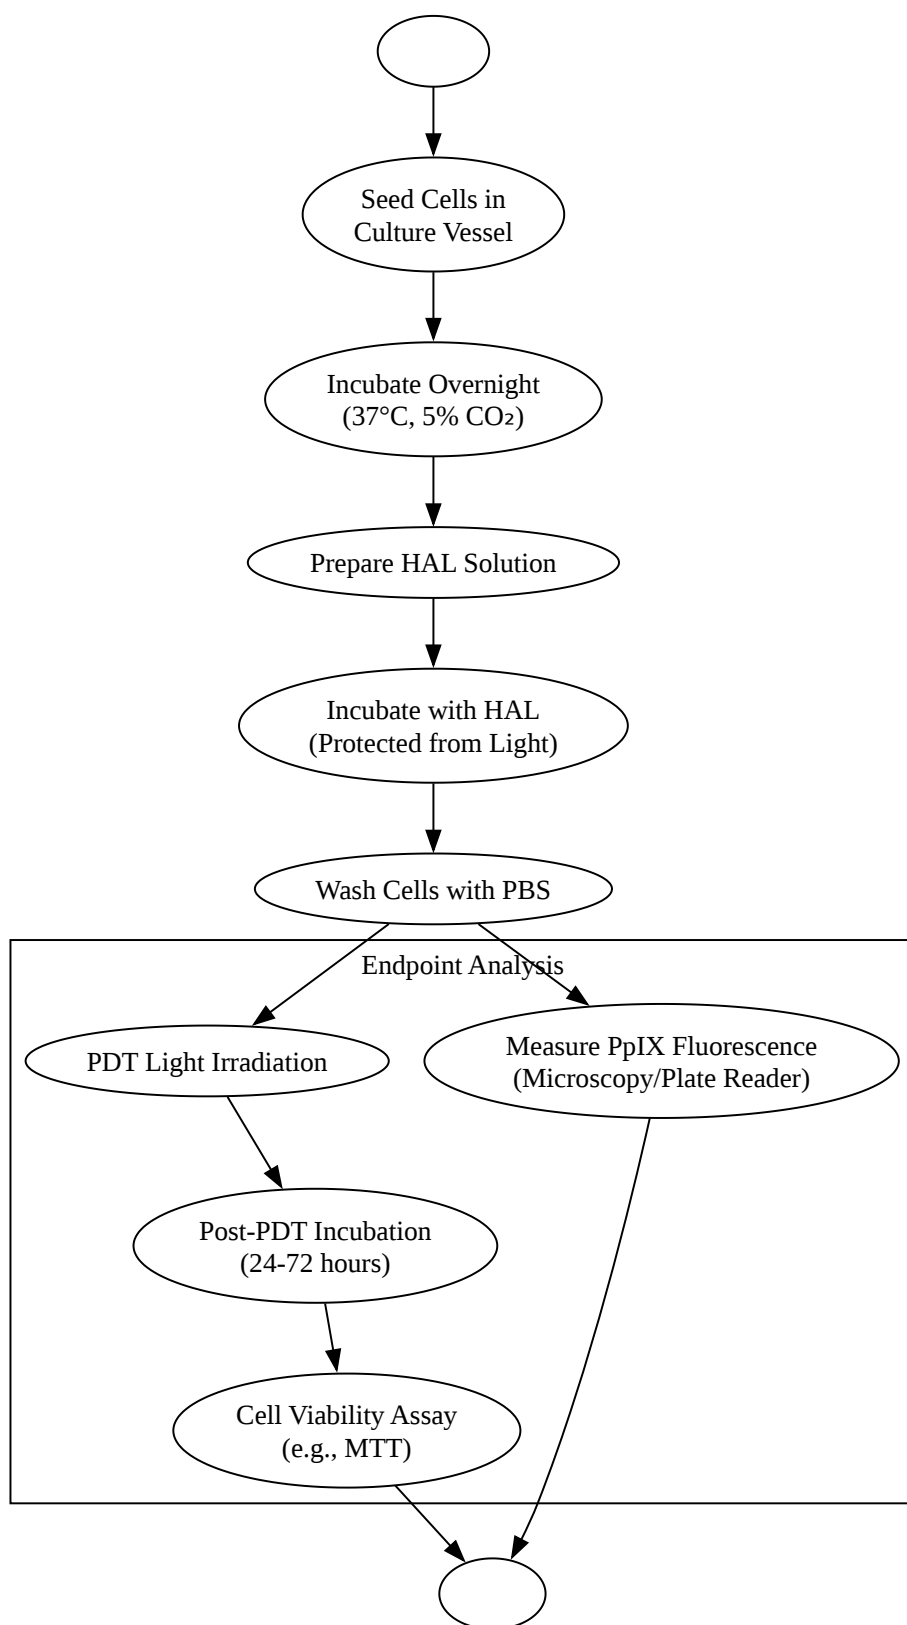 Seed Cells in
Culture Vessel
Incubate Overnight
(37°C, 5% CO₂)
Prepare HAL Solution
Incubate with HAL
(Protected from Light)
Wash Cells with PBS
Endpoint Analysis
PDT Light Irradiation
Measure PpIX Fluorescence
(Microscopy/Plate Reader)
Post-PDT Incubation
(24-72 hours)
Cell Viability Assay
(e.g., MTT)